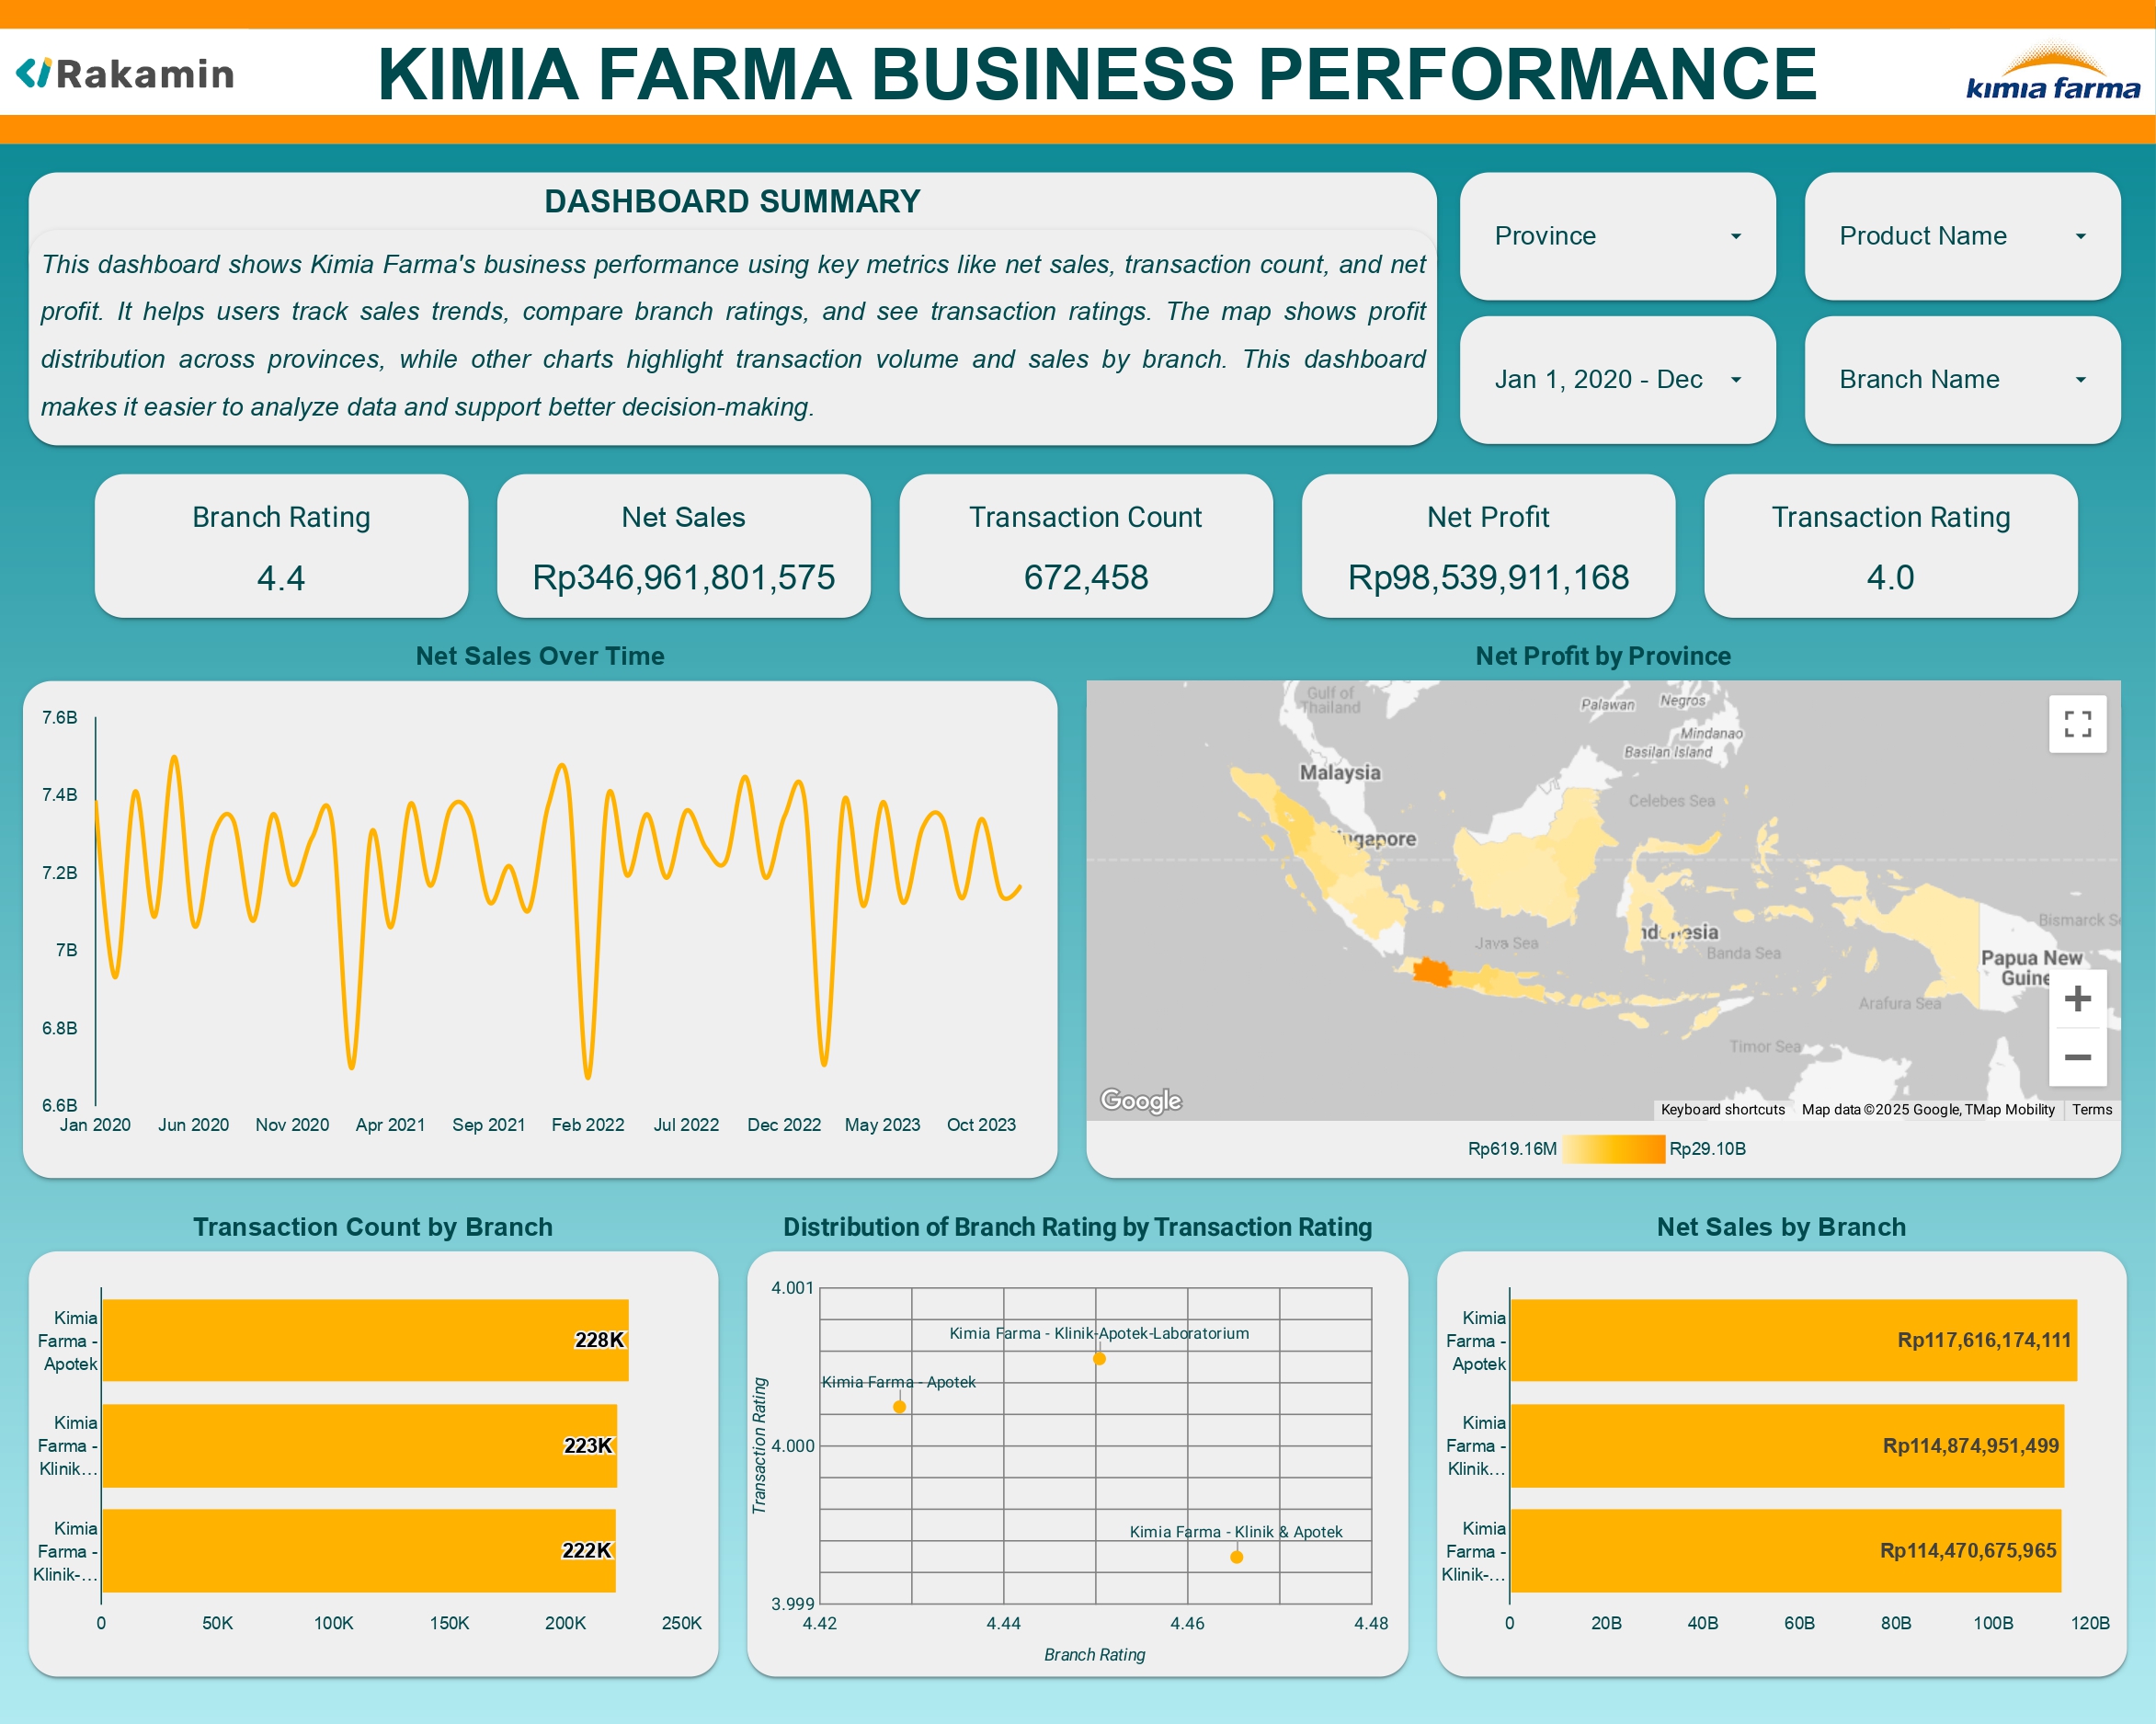 Rakamin
KIMIA FARMA BUSINESS PERFORMANCE
kimia farma
DASHBOARD SUMMARY
This dashboard shows Kimia Farma's business performance using key metrics like net sales, transaction count, and net
profit. It helps users track sales trends, compare branch ratings, and see transaction ratings. The map shows profit
distribution across provinces, while other charts highlight transaction volume and sales by branch. This dashboard
makes it easier to analyze data and support better decision-making.
Province
Product Name
Jan 1, 2020 - Dec
Branch Name
Branch Rating
4.4
Net Sales
Rp346,961,801,575
Transaction Count
672,458
Net Profit
Rp98,539,911,168
Transaction Rating
4.0
Net Sales Over Time
7.6B
7.4B
7.2B
7B
6.8B
6.6B
Jan 2020
Jun 2020
Nov 2020
Apr 2021
Sep 2021
Feb 2022
Jul 2022
Dec 2022
May 2023
Oct 2023
Net Profit by Province
Gulf of
Thailand
Palawan
Negros
Mindanao
Basilan Island
Malaysia
Celebes Sea
ingapore
Java Sea
Banda Sea
Bismarck Se
Papua New
Guine
Arafura Sea
Timor Sea
Google
Keyboard shortcuts
Map data ©2025 Google, TMap Mobility
Terms
Rp619.16M
Rp29.10B
Transaction Count by Branch
Kimia
Farma -
Apotek
228K
Kimia
Farma -
Klinik...
223K
Kimia
Farma -
Klinik-...
222K
0
50K
100K
150K
200K
250K
Distribution of Branch Rating by Transaction Rating
Transaction Rating
4.001
4.000
3.999
Kimia Farma - Klinik-Apotek-Laboratorium
Kimia Farma - Apotek
Kimia Farma - Klinik & Apotek
4.42
4.44
4.46
4.48
Branch Rating
Net Sales by Branch
Kimia
Farma -
Apotek
Rp117,616,174,111
Kimia
Farma -
Klinik...
Rp114,874,951,499
Kimia
Farma -
Klinik-...
Rp114,470,675,965
0
20B
40B
60B
80B
100B
120B